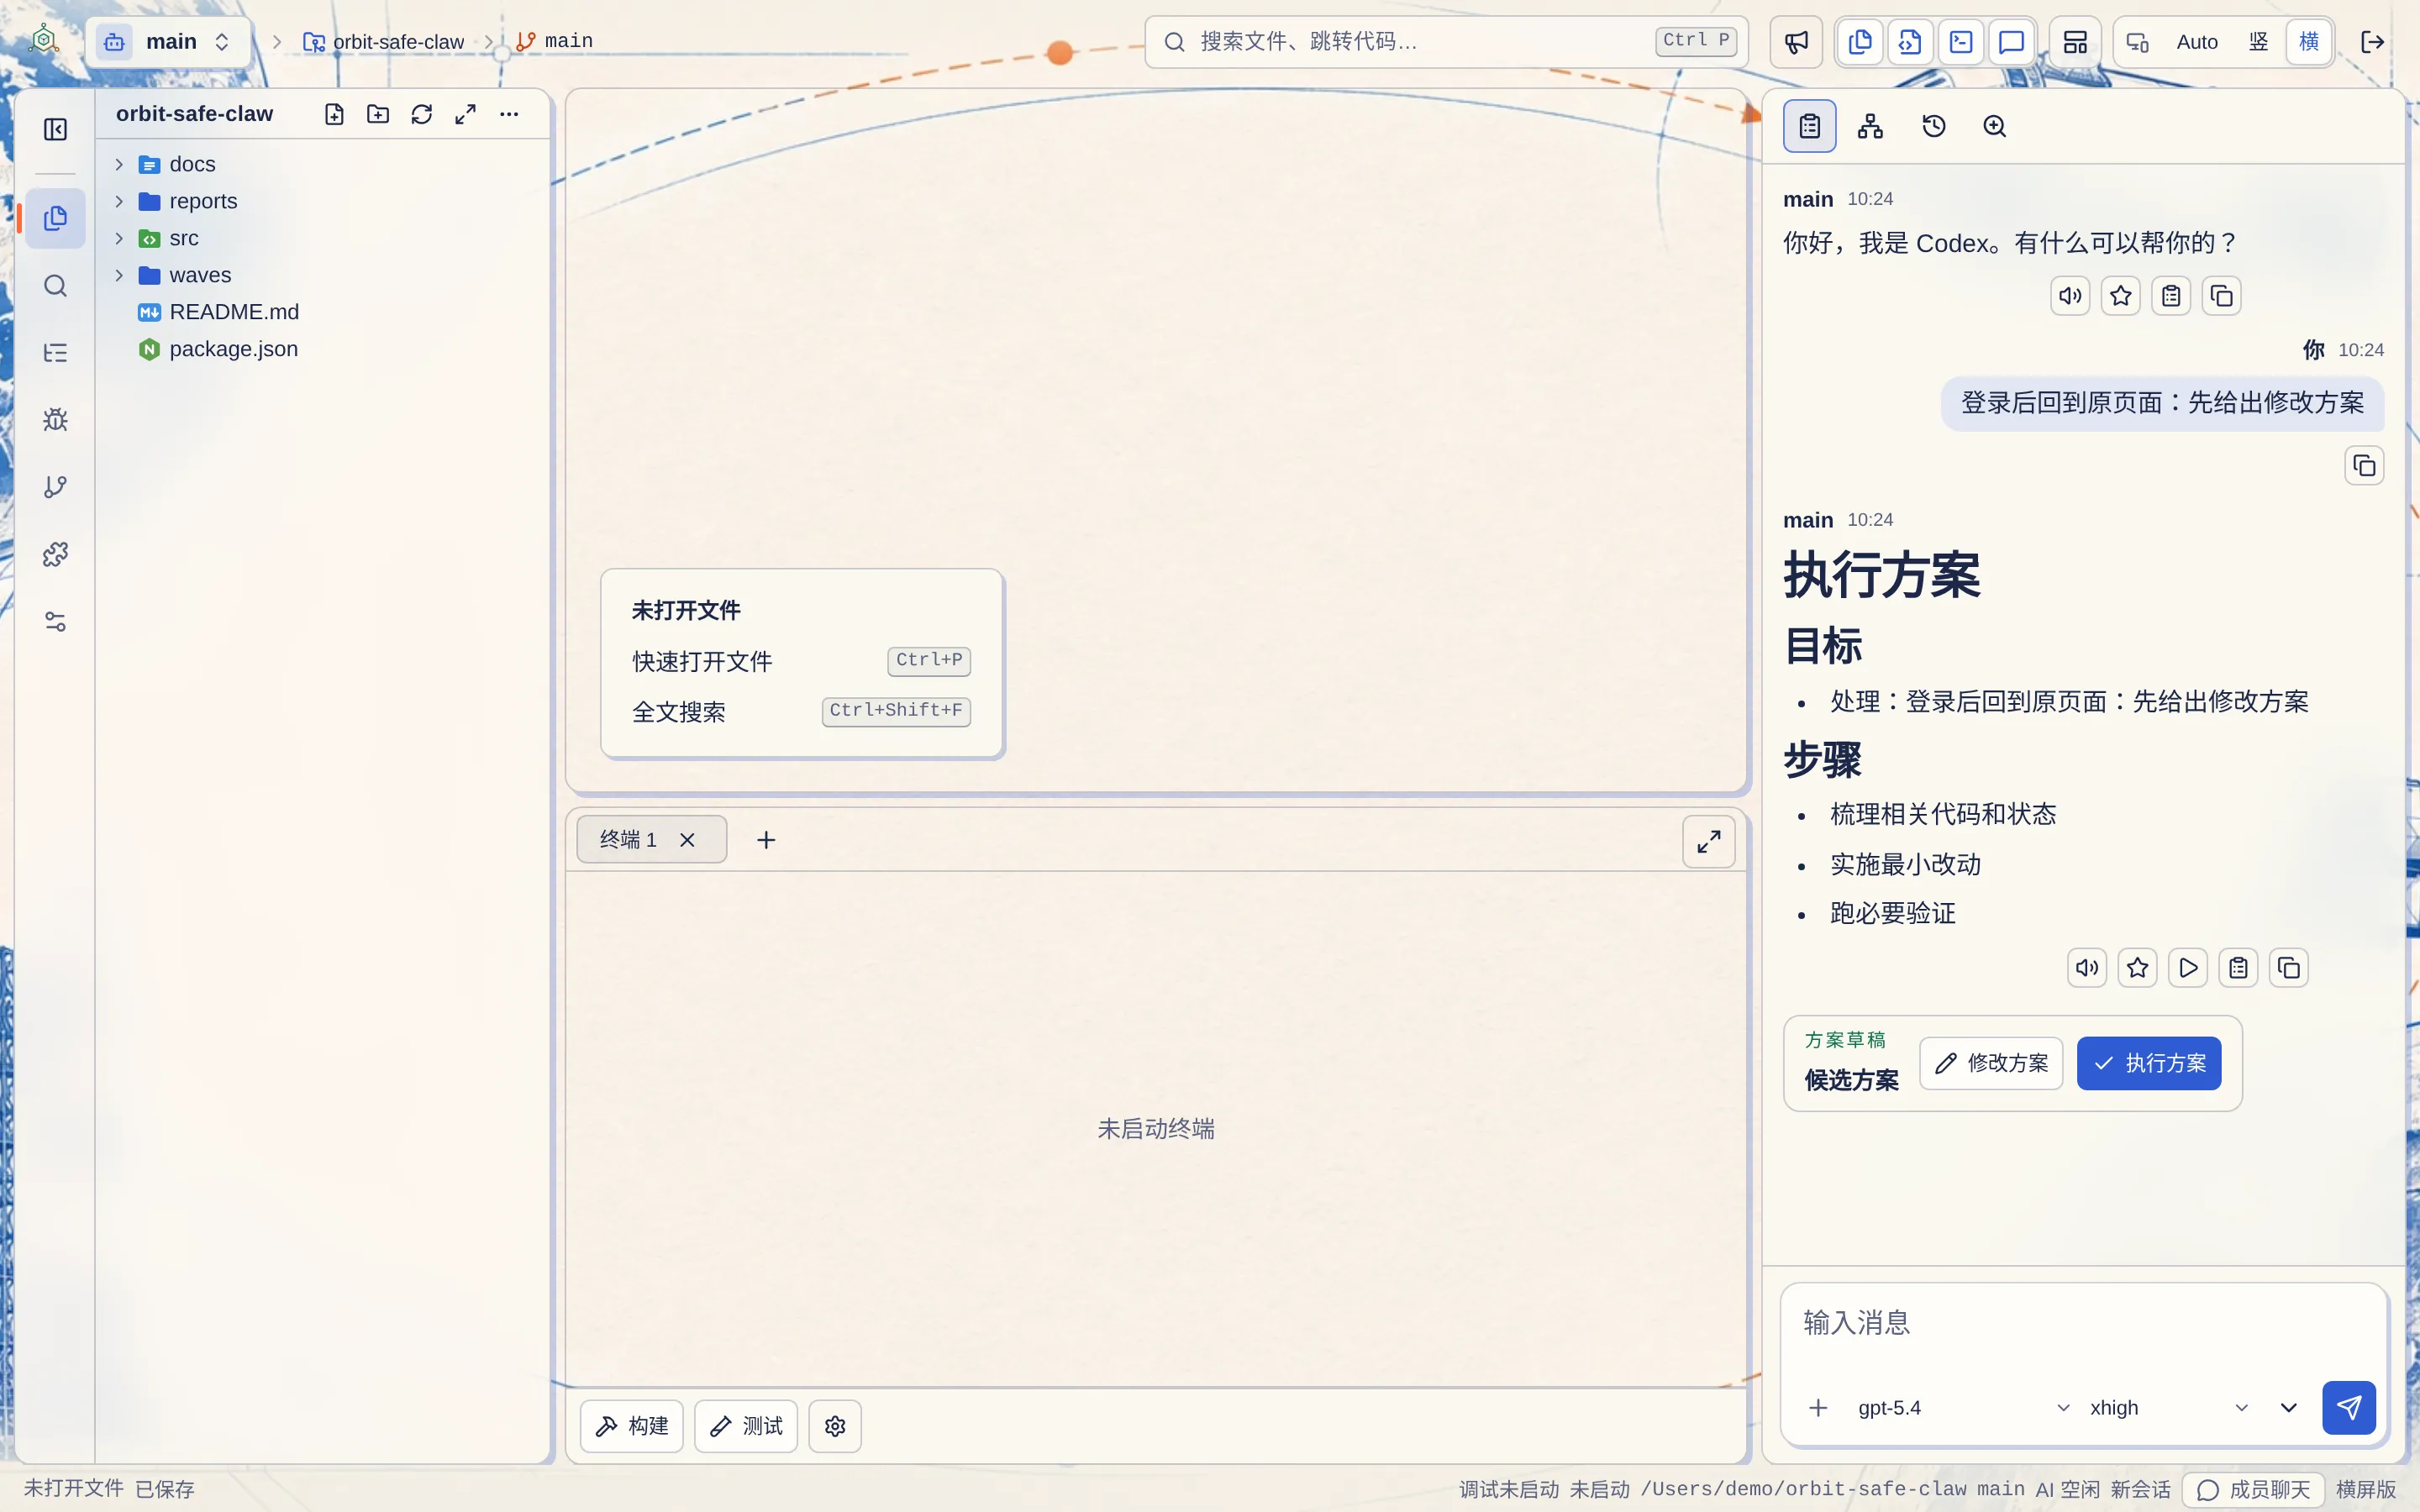 main
orbit-safe-claw
main
搜索文件、跳转代码...
Ctrl P
Auto
竖
横
orbit-safe-claw
docs
reports
src
waves
README.md
package.json
未打开文件
快速打开文件 Ctrl+P
全文搜索 Ctrl+Shift+F
终端 1
未启动终端
构建
测试
main 10:24
你好，我是 Codex。有什么可以帮你的？
你 10:24
登录后回到原页面：先给出修改方案
main 10:24
执行方案
目标
• 处理：登录后回到原页面：先给出修改方案
步骤
• 梳理相关代码和状态
• 实施最小改动
• 跑必要验证
方案草稿
候选方案
修改方案
执行方案
输入消息
gpt-5.4
xhigh
未打开文件 已保存
调试未启动 未启动 /Users/demo/orbit-safe-claw main AI 空闲 新会话 成员聊天 横屏版